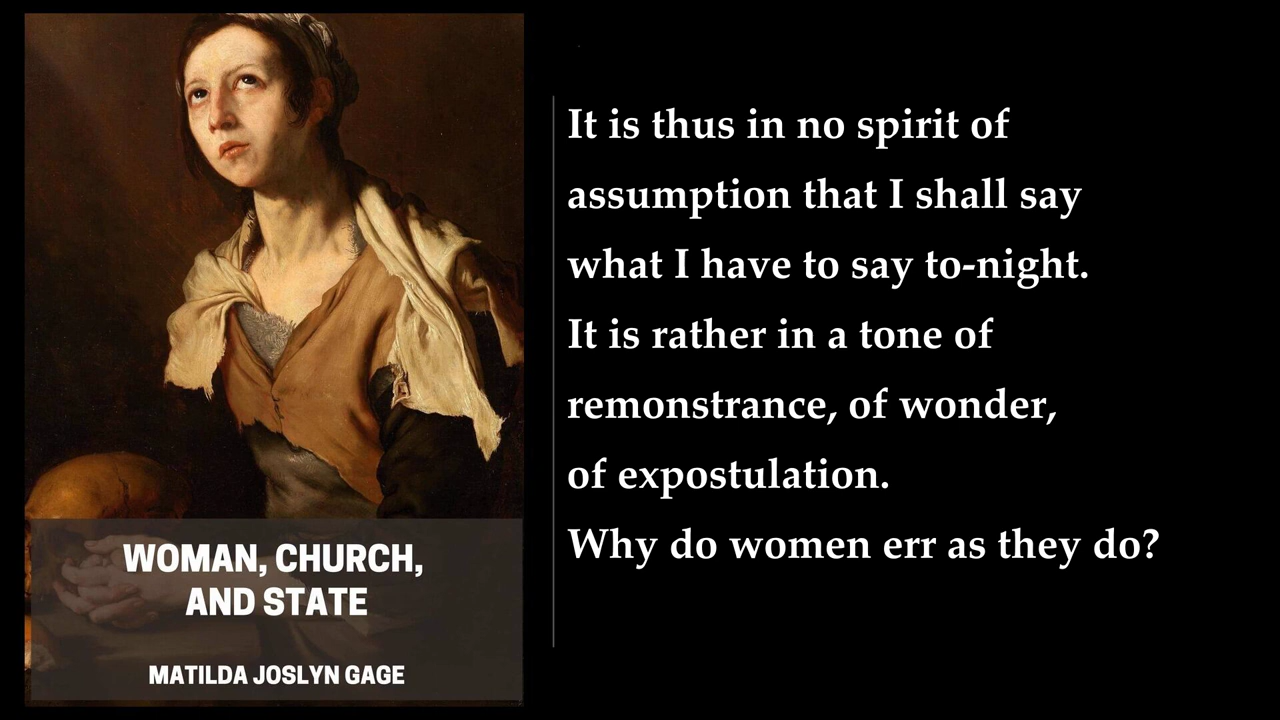 WOMAN, CHURCH,
AND STATE
MATILDA JOSLYN GAGE
It is thus in no spirit of
assumption that I shall say
what I have to say to-night.
It is rather in a tone of
remonstrance, of wonder,
of expostulation.
Why do women err as they do?